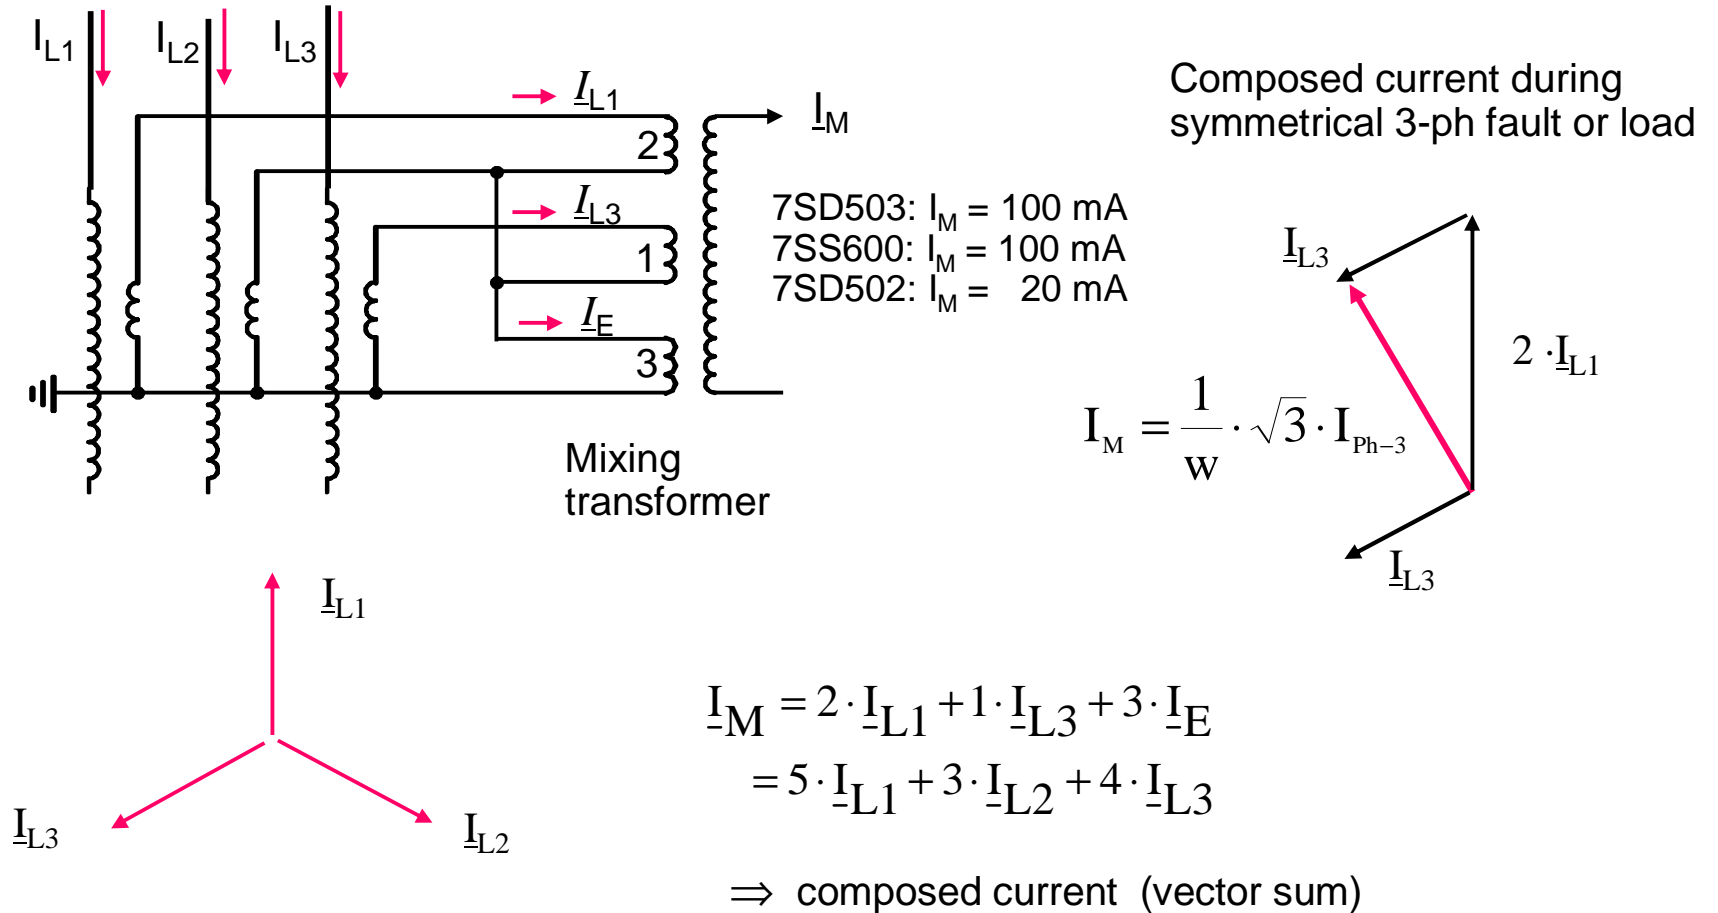 I_L1 I_L2 I_L3
I_L1
I_M
2
I_L3
1
I_E
3
7SD503: I_M = 100 mA
7SS600: I_M = 100 mA
7SD502: I_M = 20 mA
Mixing
transformer
Composed current during
symmetrical 3-ph fault or load
I_L3
2 · I_L1
I_M = 1/w · √3 · I_Ph−3
I_L3
I_L1
I_L3
I_L2
I_M = 2 · I_L1 + 1 · I_L3 + 3 · I_E
= 5 · I_L1 + 3 · I_L2 + 4 · I_L3
⇒ composed current (vector sum)